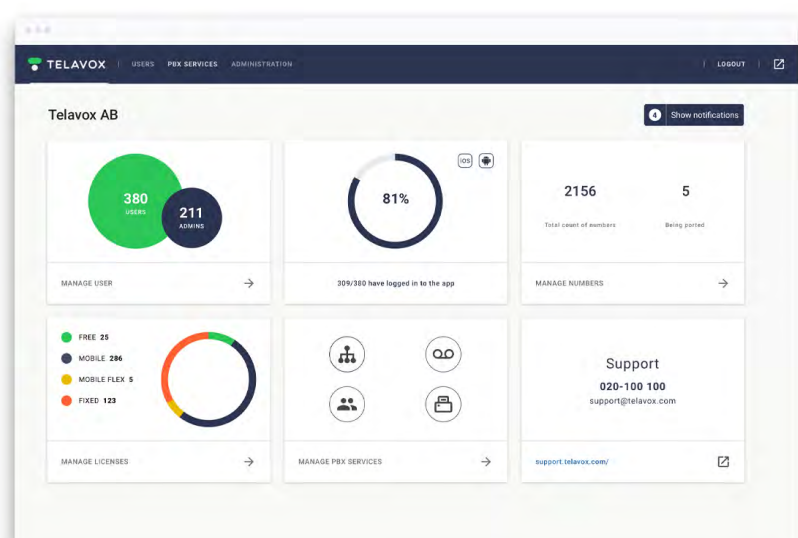 TELAVOX | USERS PBX SERVICES ADMINISTRATION | LOGOUT |
Telavox AB
4 Show notifications
380
USERS
211
ADMINS
MANAGE USER
iOS
81%
309/380 have logged in to the app
2156
Total count of numbers
5
Being ported
MANAGE NUMBERS
FREE 25
MOBILE 286
MOBILE FLEX 5
FIXED 123
MANAGE LICENSES
MANAGE PBX SERVICES
Support
020-100 100
support@telavox.com
support.telavox.com/